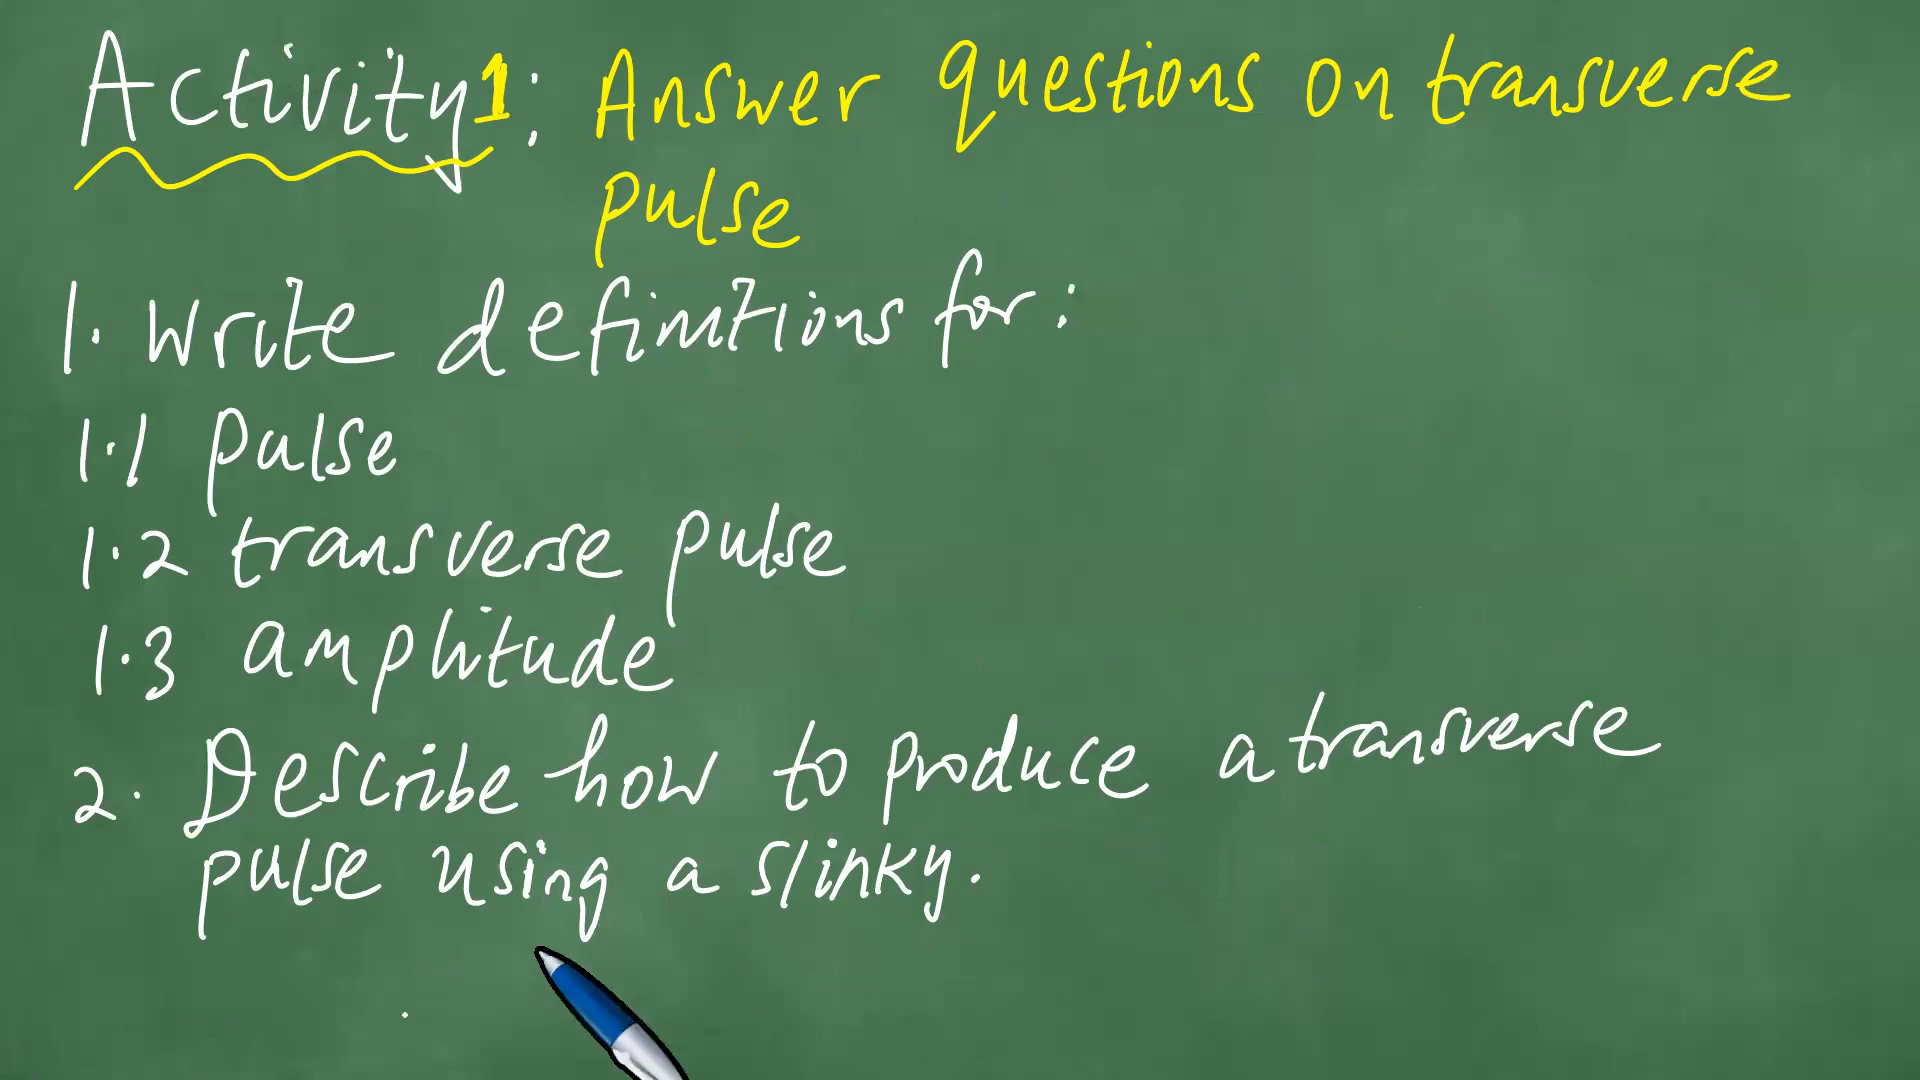 Activity 1: Answer questions on transverse
pulse
1. Write definitions for:
1.1 pulse
1.2 transverse pulse
1.3 amplitude
2. Describe how to produce a transverse
pulse using a slinky.